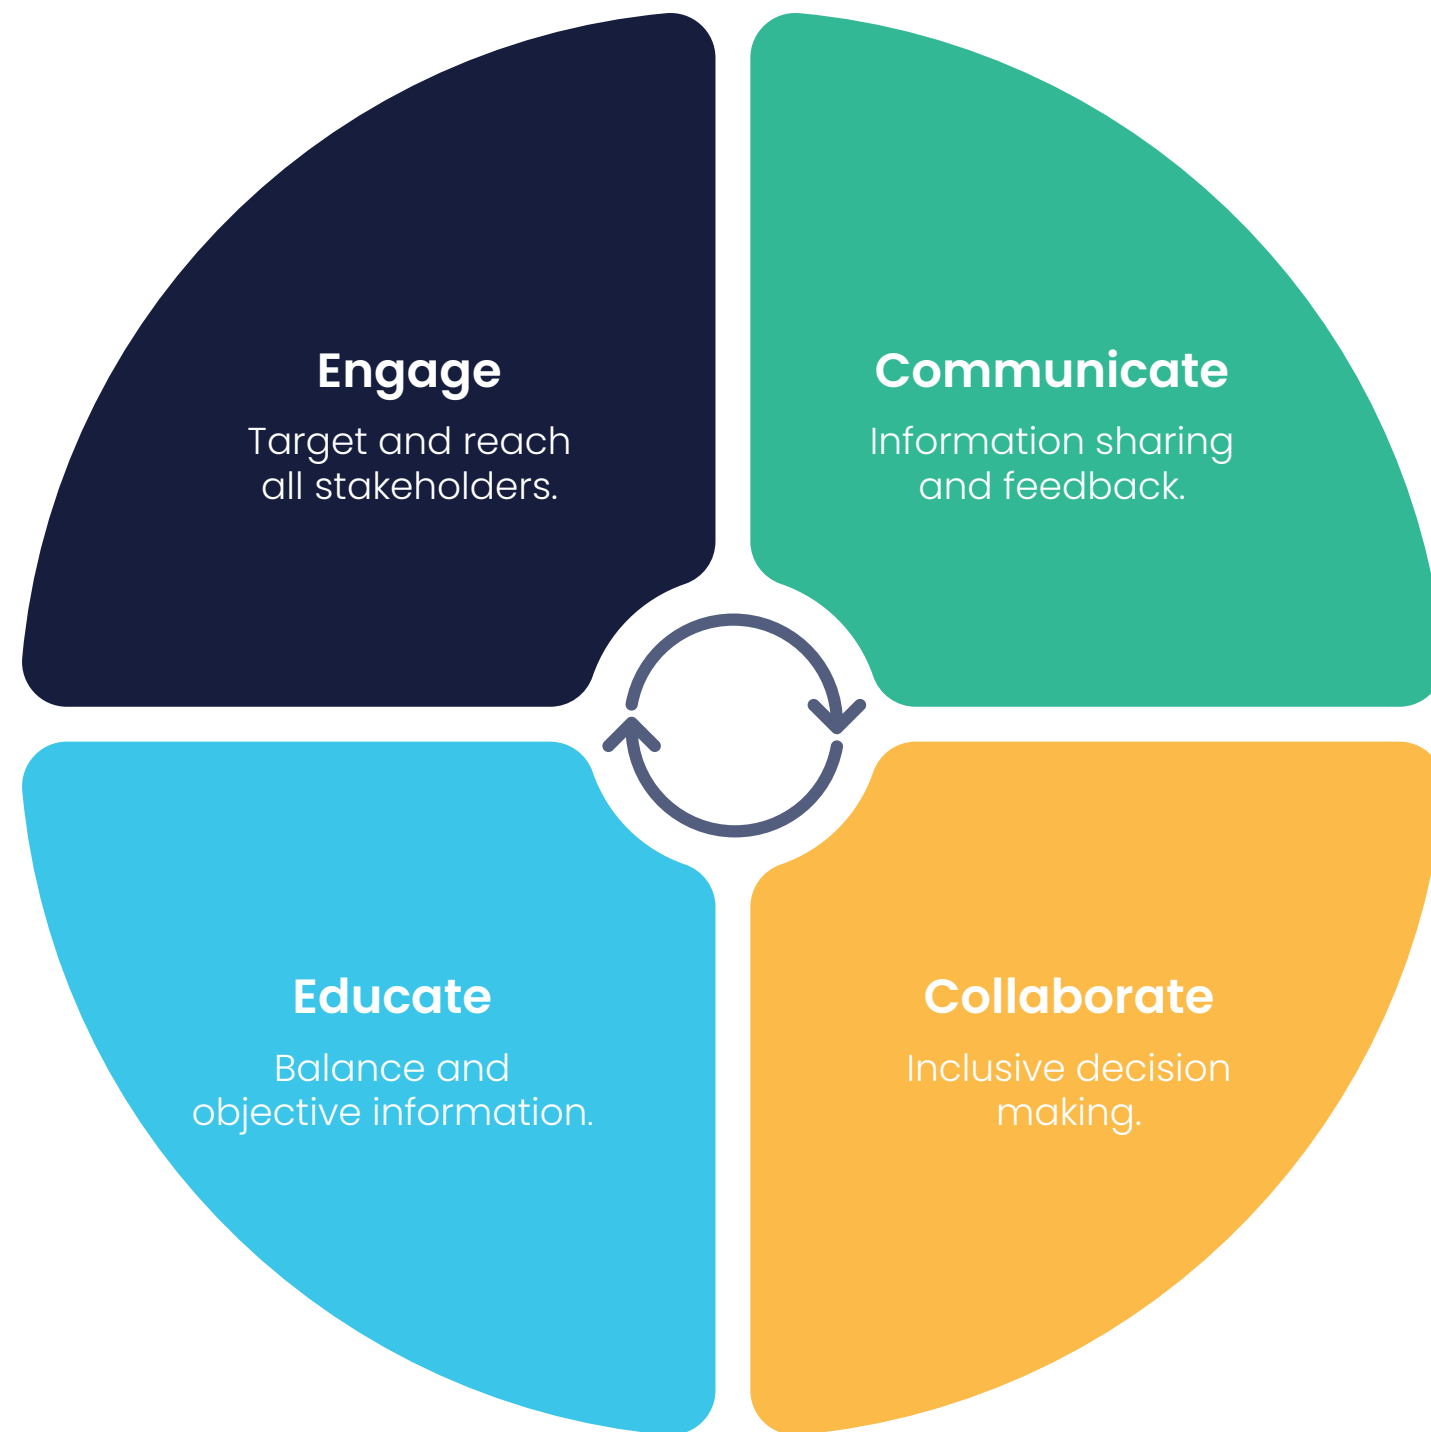 Engage
Target and reach
all stakeholders.
Communicate
Information sharing
and feedback.
Educate
Balance and
objective information.
Collaborate
Inclusive decision
making.